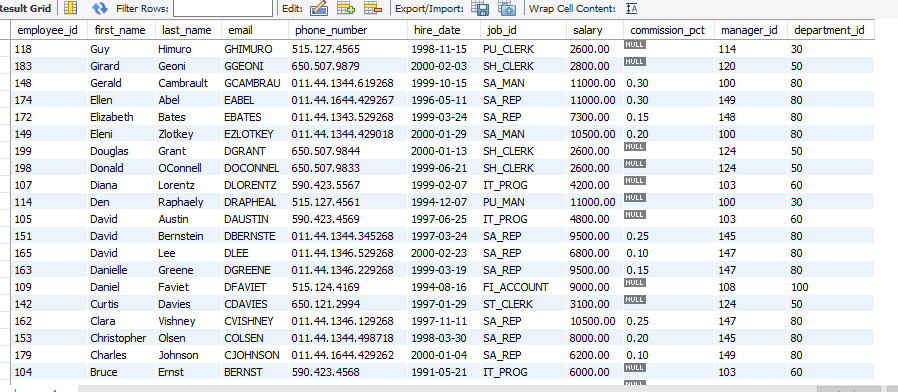 Result Grid Filter Rows: Edit: Export/Import: Wrap Cell Content:
employee_id first_name last_name email phone_number hire_date job_id salary commission_pct manager_id department_id
118 Guy Himuro GHIMURO 515.127.4565 1998-11-15 PU_CLERK 2600.00 NULL 114 30
183 Girard Geoni GGEONI 650.507.9879 2000-02-03 SH_CLERK 2800.00 NULL 120 50
148 Gerald Cambrault GCAMBRAU 011.44.1344.619268 1999-10-15 SA_MAN 11000.00 0.30 100 80
174 Ellen Abel EABEL 011.44.1644.429267 1996-05-11 SA_REP 11000.00 0.30 149 80
172 Elizabeth Bates EBATES 011.44.1343.529268 1999-03-24 SA_REP 7300.00 0.15 148 80
149 Eleni Zlotkey EZLOTKEY 011.44.1344.429018 2000-01-29 SA_MAN 10500.00 0.20 100 80
199 Douglas Grant DGRANT 650.507.9844 2000-01-13 SH_CLERK 2600.00 NULL 124 50
198 Donald OConnell DOCONNEL 650.507.9833 1999-06-21 SH_CLERK 2600.00 NULL 124 50
107 Diana Lorentz DLORENTZ 590.423.5567 1999-02-07 IT_PROG 4200.00 NULL 103 60
114 Den Raphaely DRAPHEAL 515.127.4561 1994-12-07 PU_MAN 11000.00 NULL 100 30
105 David Austin DAUSTIN 590.423.4569 1997-06-25 IT_PROG 4800.00 NULL 103 60
151 David Bernstein DBERNSTE 011.44.1344.345268 1997-03-24 SA_REP 9500.00 0.25 145 80
165 David Lee DLEE 011.44.1346.529268 2000-02-23 SA_REP 6800.00 0.10 147 80
163 Danielle Greene DGREENE 011.44.1346.229268 1999-03-19 SA_REP 9500.00 0.15 147 80
109 Daniel Faviet DFAVIET 515.124.4169 1994-08-16 FI_ACCOUNT 9000.00 NULL 108 100
142 Curtis Davies CDAVIES 650.121.2994 1997-01-29 ST_CLERK 3100.00 NULL 124 50
162 Clara Vishney CVISHNEY 011.44.1346.129268 1997-11-11 SA_REP 10500.00 0.25 147 80
153 Christopher Olsen COLSEN 011.44.1344.498718 1998-03-30 SA_REP 8000.00 0.20 145 80
179 Charles Johnson CJOHNSON 011.44.1644.429262 2000-01-04 SA_REP 6200.00 0.10 149 80
104 Bruce Ernst BERNST 590.423.4568 1991-05-21 IT_PROG 6000.00 NULL 103 60
NULL